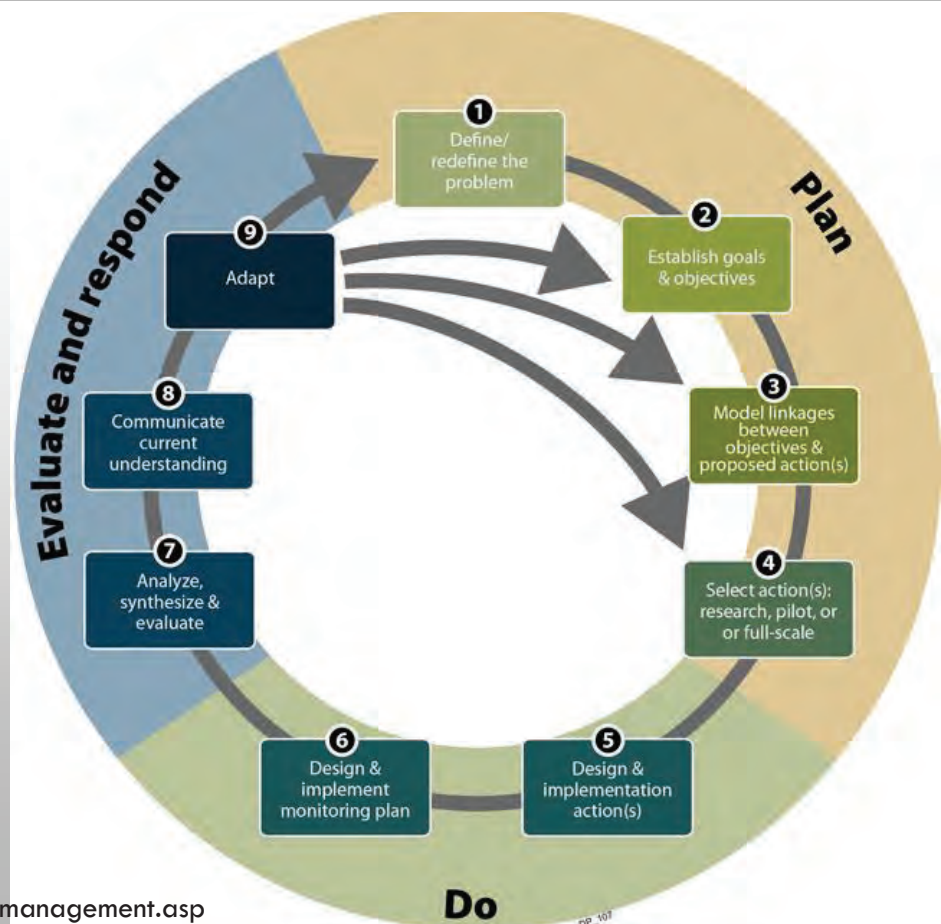 1
Define/
redefine the
problem
2
Establish goals
& objectives
3
Model linkages
between
objectives &
proposed action(s)
4
Select action(s):
research, pilot, or
or full-scale
5
Design &
implementation
action(s)
6
Design &
implement
monitoring plan
7
Analyze,
synthesize &
evaluate
8
Communicate
current
understanding
9
Adapt
Plan
Do
Evaluate and respond
management.asp
DP_107